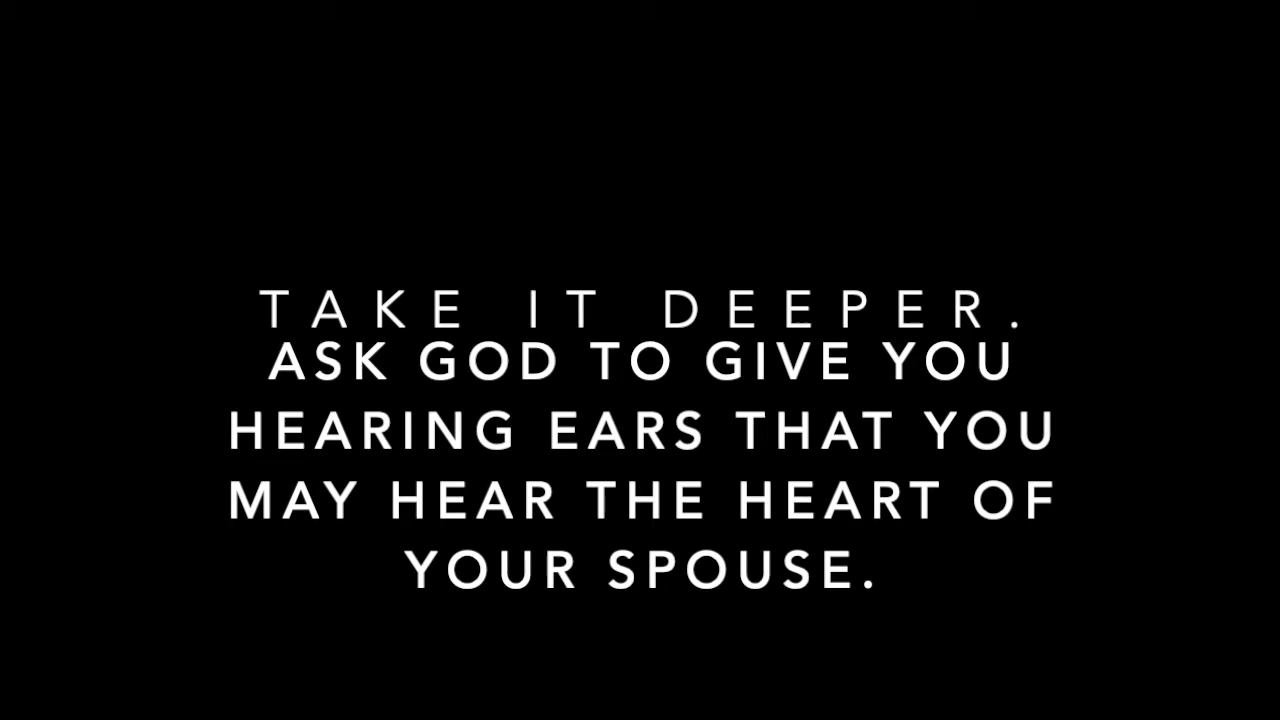 TAKE IT DEEPER.
ASK GOD TO GIVE YOU
HEARING EARS THAT YOU
MAY HEAR THE HEART OF
YOUR SPOUSE.